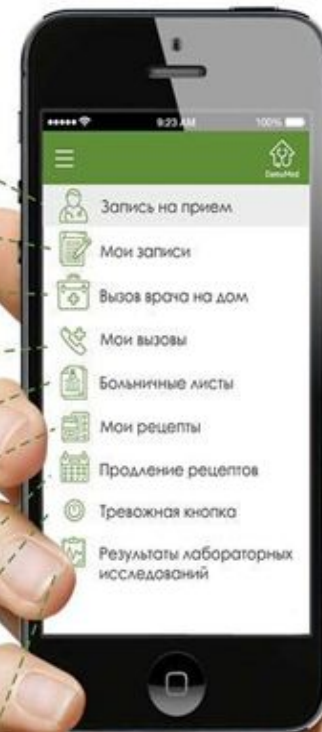 9:23 AM
100%
DamuMed
Запись на прием
Мои записи
Вызов врача на дом
Мои вызовы
Больничные листы
Мои рецепты
Продление рецептов
Тревожная кнопка
Результаты лабораторных
исследований